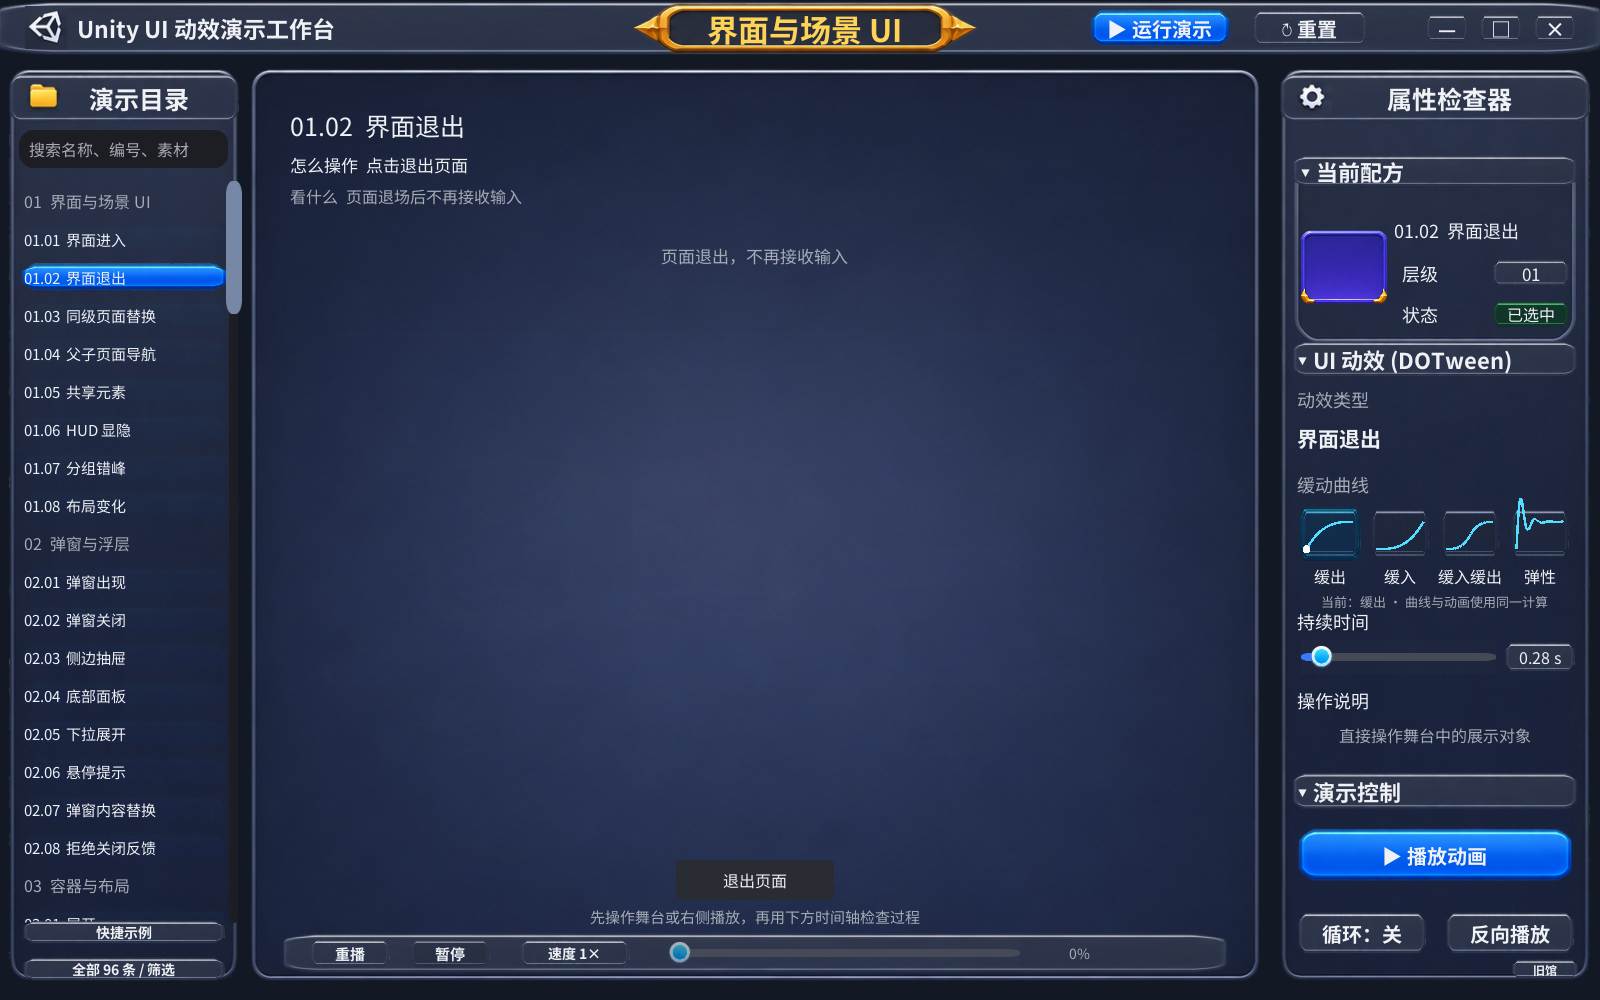 Unity UI 动效演示工作台
界面与场景 UI
▶ 运行演示
↻ 重置
演示目录
搜索名称、编号、素材
01 界面与场景 UI
01.01 界面进入
01.02 界面退出
01.03 同级页面替换
01.04 父子页面导航
01.05 共享元素
01.06 HUD 显隐
01.07 分组错峰
01.08 布局变化
02 弹窗与浮层
02.01 弹窗出现
02.02 弹窗关闭
02.03 侧边抽屉
02.04 底部面板
02.05 下拉展开
02.06 悬停提示
02.07 弹窗内容替换
02.08 拒绝关闭反馈
03 容器与布局
03.01 展开
快捷示例
全部 96 条 / 筛选
01.02 界面退出
怎么操作 点击退出页面
看什么 页面退场后不再接收输入
页面退出，不再接收输入
退出页面
先操作舞台或右侧播放，再用下方时间轴检查过程
重播
暂停
速度 1×
0%
属性检查器
▼ 当前配方
01.02 界面退出
层级
01
状态
已选中
▼ UI 动效 (DOTween)
动效类型
界面退出
缓动曲线
缓出
缓入
缓入缓出
弹性
当前：缓出 · 曲线与动画使用同一计算
持续时间
0.28 s
操作说明
直接操作舞台中的展示对象
▼ 演示控制
▶ 播放动画
循环：关
反向播放
旧馆